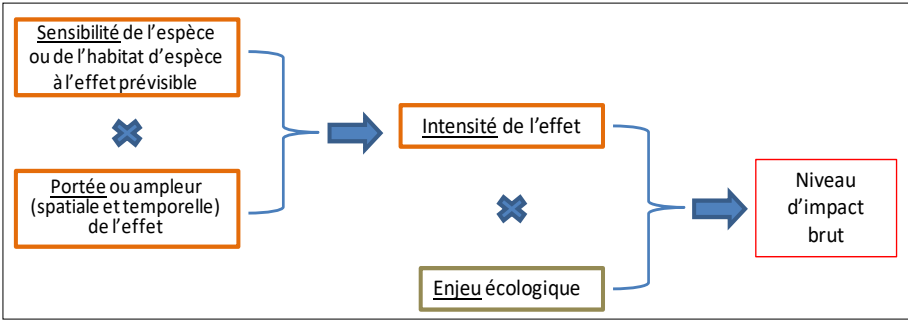 Sensibilité de l'espèce
ou de l'habitat d'espèce
à l'effet prévisible
Portée ou ampleur
(spatiale et temporelle)
de l'effet
Intensité de l'effet
Enjeu écologique
Niveau
d'impact
brut